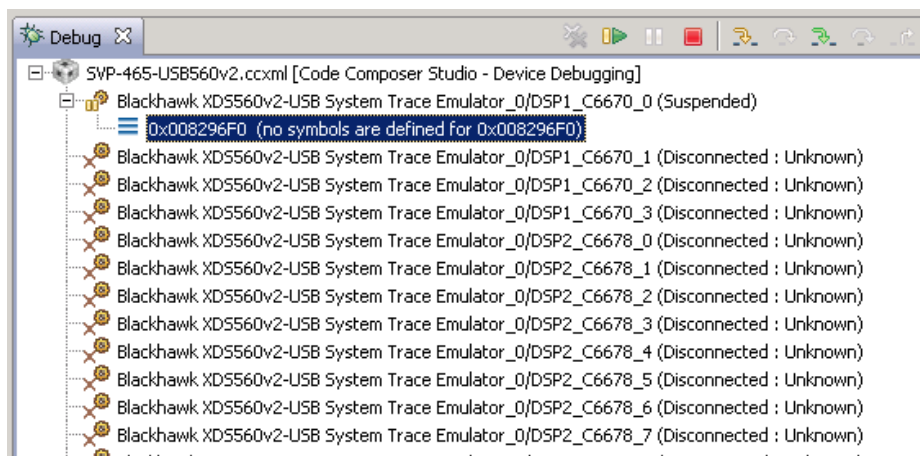 Debug
SVP-465-USB560v2.ccxml [Code Composer Studio - Device Debugging]
Blackhawk XDS560v2-USB System Trace Emulator_0/DSP1_C6670_0 (Suspended)
0x008296F0 (no symbols are defined for 0x008296F0)
Blackhawk XDS560v2-USB System Trace Emulator_0/DSP1_C6670_1 (Disconnected : Unknown)
Blackhawk XDS560v2-USB System Trace Emulator_0/DSP1_C6670_2 (Disconnected : Unknown)
Blackhawk XDS560v2-USB System Trace Emulator_0/DSP1_C6670_3 (Disconnected : Unknown)
Blackhawk XDS560v2-USB System Trace Emulator_0/DSP2_C6678_0 (Disconnected : Unknown)
Blackhawk XDS560v2-USB System Trace Emulator_0/DSP2_C6678_1 (Disconnected : Unknown)
Blackhawk XDS560v2-USB System Trace Emulator_0/DSP2_C6678_2 (Disconnected : Unknown)
Blackhawk XDS560v2-USB System Trace Emulator_0/DSP2_C6678_3 (Disconnected : Unknown)
Blackhawk XDS560v2-USB System Trace Emulator_0/DSP2_C6678_4 (Disconnected : Unknown)
Blackhawk XDS560v2-USB System Trace Emulator_0/DSP2_C6678_5 (Disconnected : Unknown)
Blackhawk XDS560v2-USB System Trace Emulator_0/DSP2_C6678_6 (Disconnected : Unknown)
Blackhawk XDS560v2-USB System Trace Emulator_0/DSP2_C6678_7 (Disconnected : Unknown)